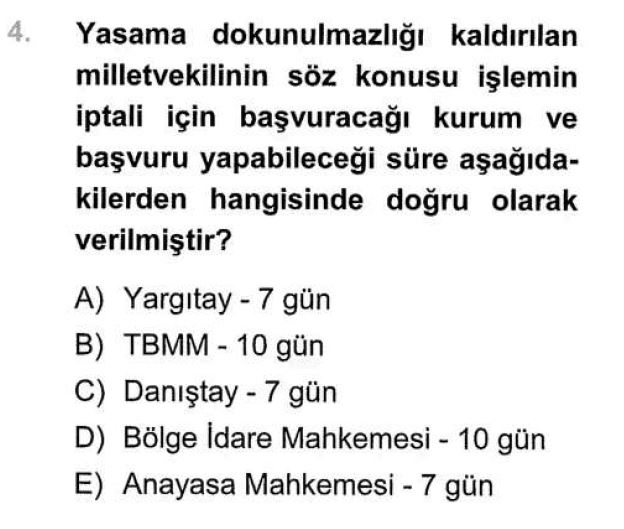 4. Yasama dokunulmazlığı kaldırılan
milletvekilinin söz konusu işlemin
iptali için başvuracağı kurum ve
başvuru yapabileceği süre aşağıda-
kilerden hangisinde doğru olarak
verilmiştir?
A) Yargıtay - 7 gün
B) TBMM - 10 gün
C) Danıştay - 7 gün
D) Bölge İdare Mahkemesi - 10 gün
E) Anayasa Mahkemesi - 7 gün